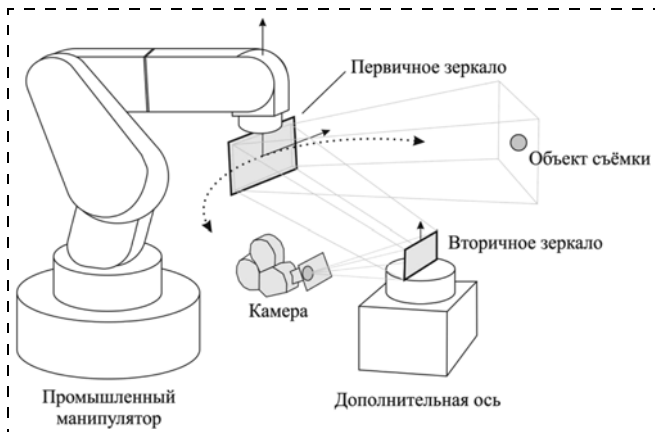 Первичное зеркало
Объект съёмки
Вторичное зеркало
Камера
Промышленный
манипулятор
Дополнительная ось